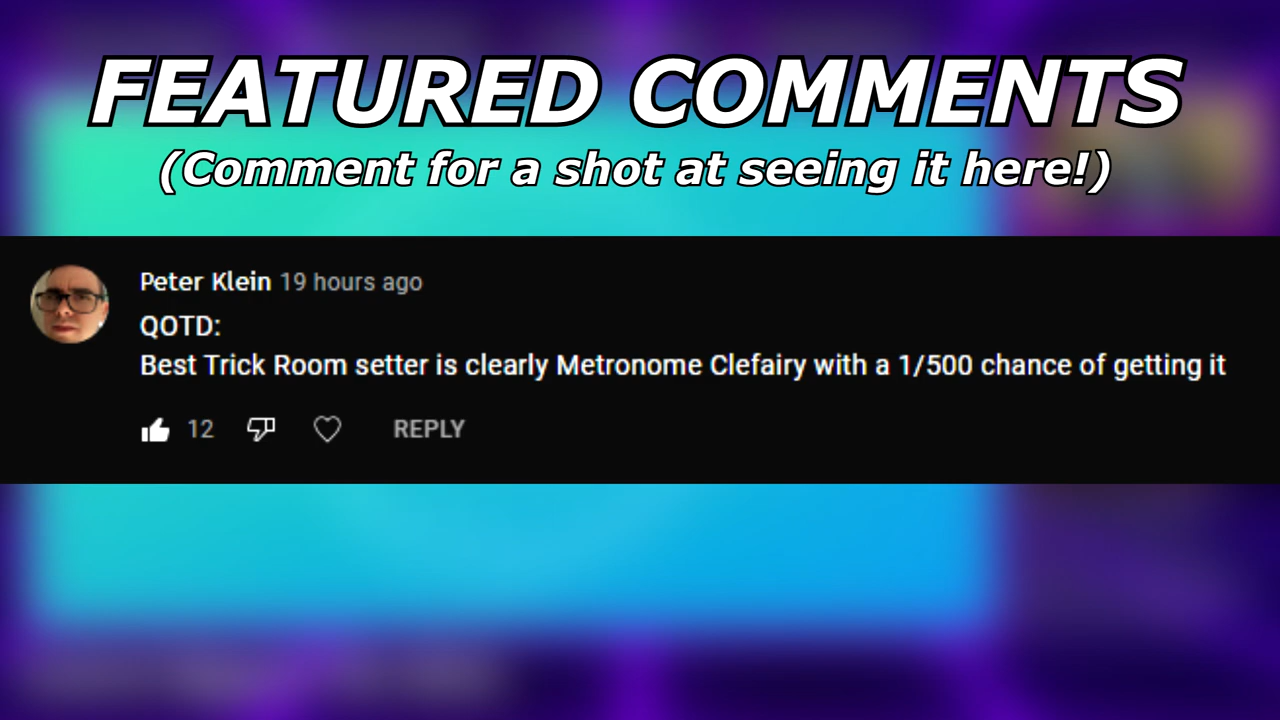 FEATURED COMMENTS
(Comment for a shot at seeing it here!)
Peter Klein 19 hours ago
QOTD:
Best Trick Room setter is clearly Metronome Clefairy with a 1/500 chance of getting it
12 REPLY